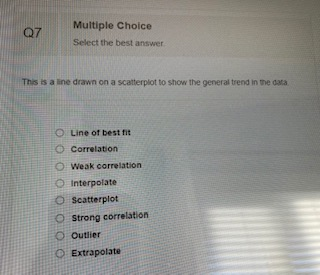 Q7
Multiple Choice
Select the best answer.
This is a line drawn on a scatterplot to show the general trend in the data.
Line of best fit
Correlation
Weak correlation
Interpolate
Scatterplot
Strong correlation
Outlier
Extrapolate